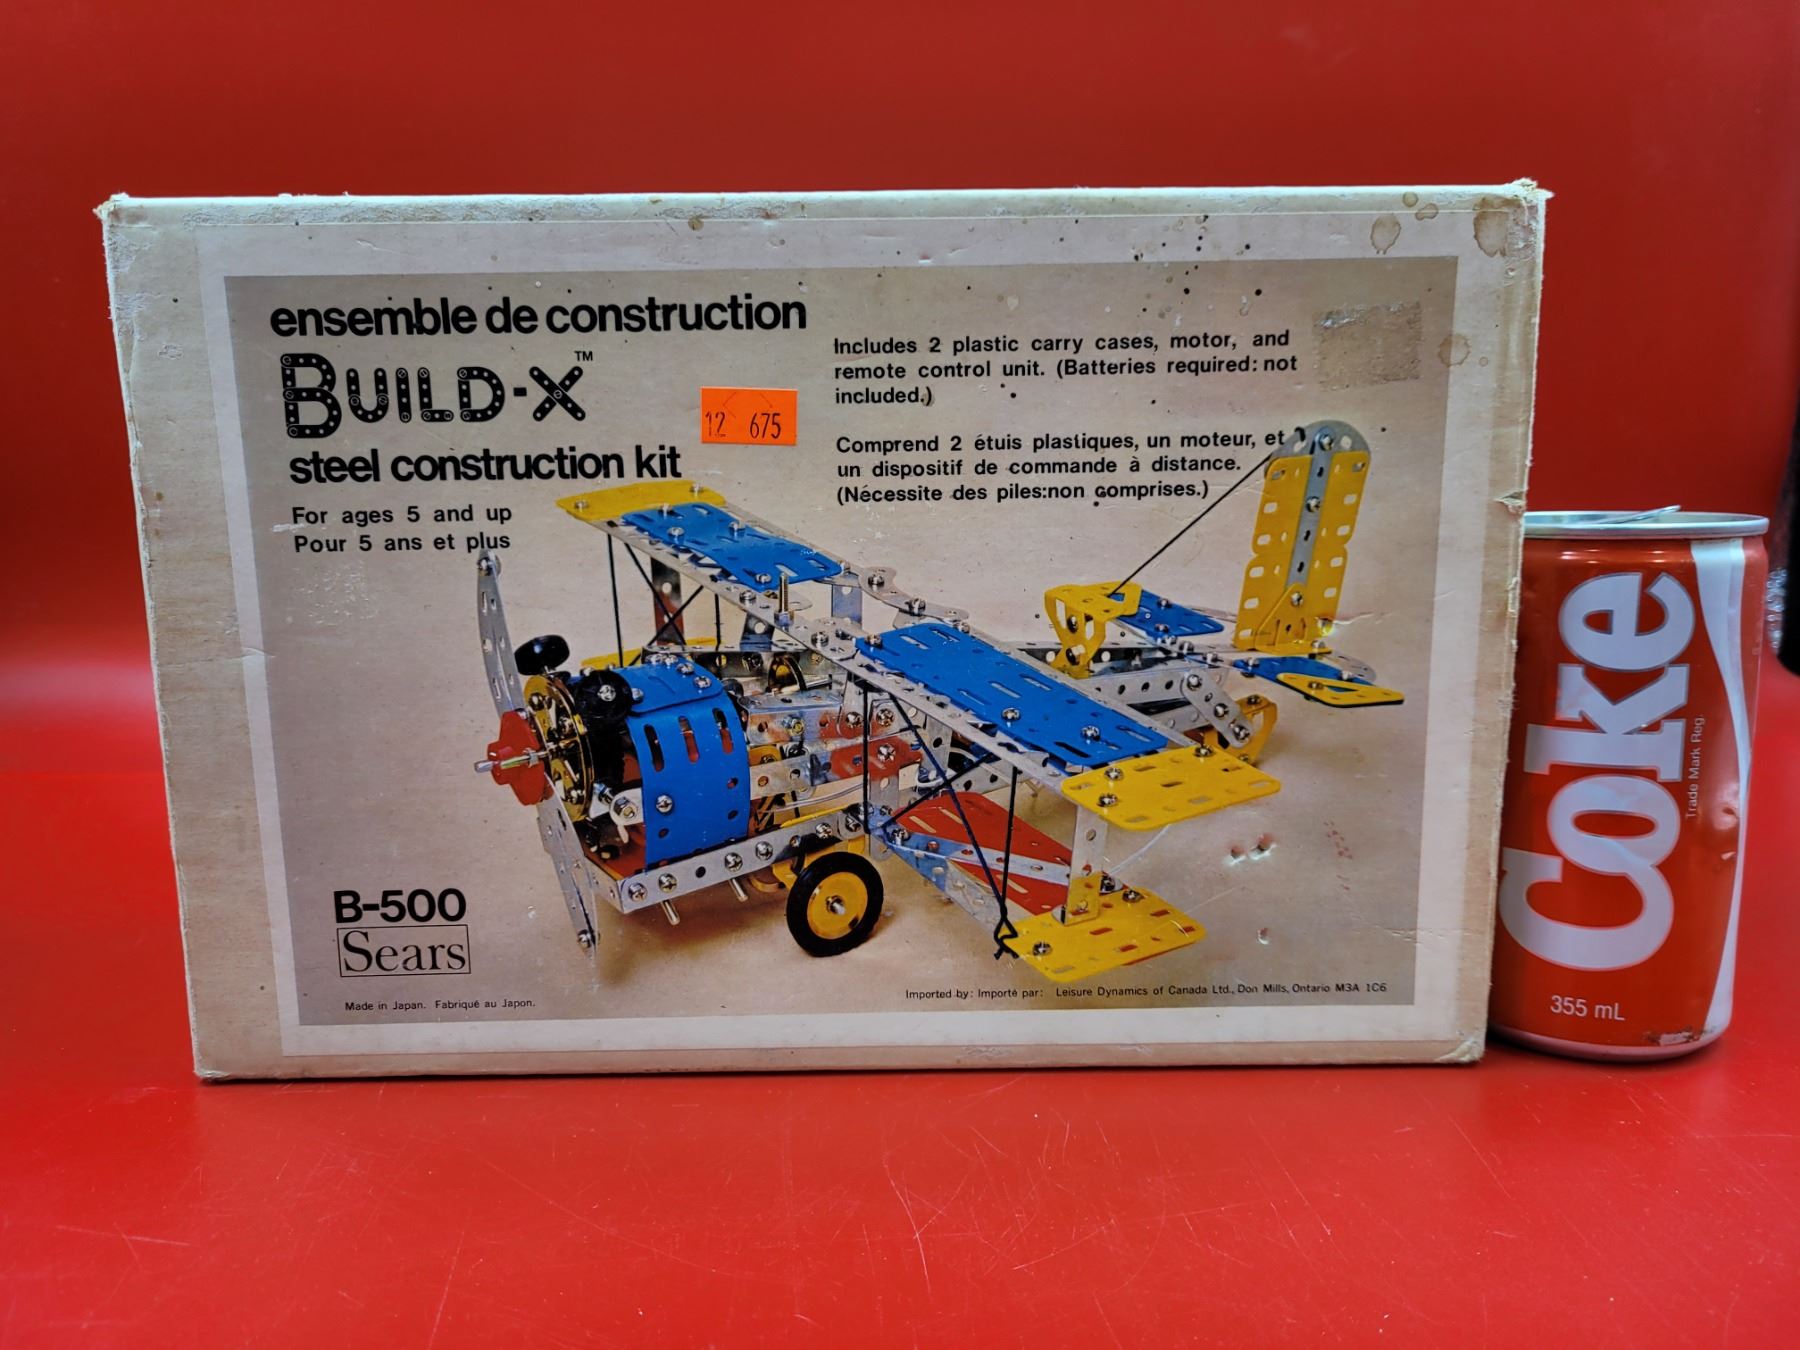 ensemble de construction
BUILD-X™
steel construction kit
For ages 5 and up
Pour 5 ans et plus
12 675
Includes 2 plastic carry cases, motor, and
remote control unit. (Batteries required: not
included.)
Comprend 2 étuis plastiques, un moteur, et
un dispositif de commande à distance.
(Nécessite des piles:non comprises.)
B-500
Sears
Made in Japan. Fabriqué au Japon.
Imported by: Importé par: Leisure Dynamics of Canada Ltd., Don Mills, Ontario M3A 1C6
Coke
Trade Mark Reg.
355 mL